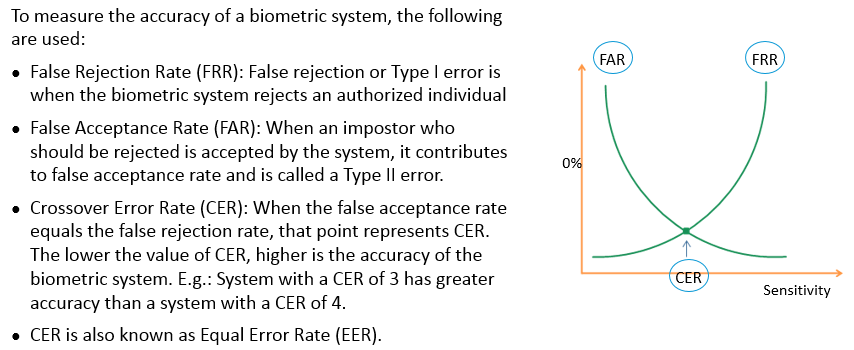 To measure the accuracy of a biometric system, the following
are used:
• False Rejection Rate (FRR): False rejection or Type I error is
when the biometric system rejects an authorized individual
• False Acceptance Rate (FAR): When an impostor who
should be rejected is accepted by the system, it contributes
to false acceptance rate and is called a Type II error.
• Crossover Error Rate (CER): When the false acceptance rate
equals the false rejection rate, that point represents CER.
The lower the value of CER, higher is the accuracy of the
biometric system. E.g.: System with a CER of 3 has greater
accuracy than a system with a CER of 4.
• CER is also known as Equal Error Rate (EER).
FAR
FRR
0%
CER
Sensitivity